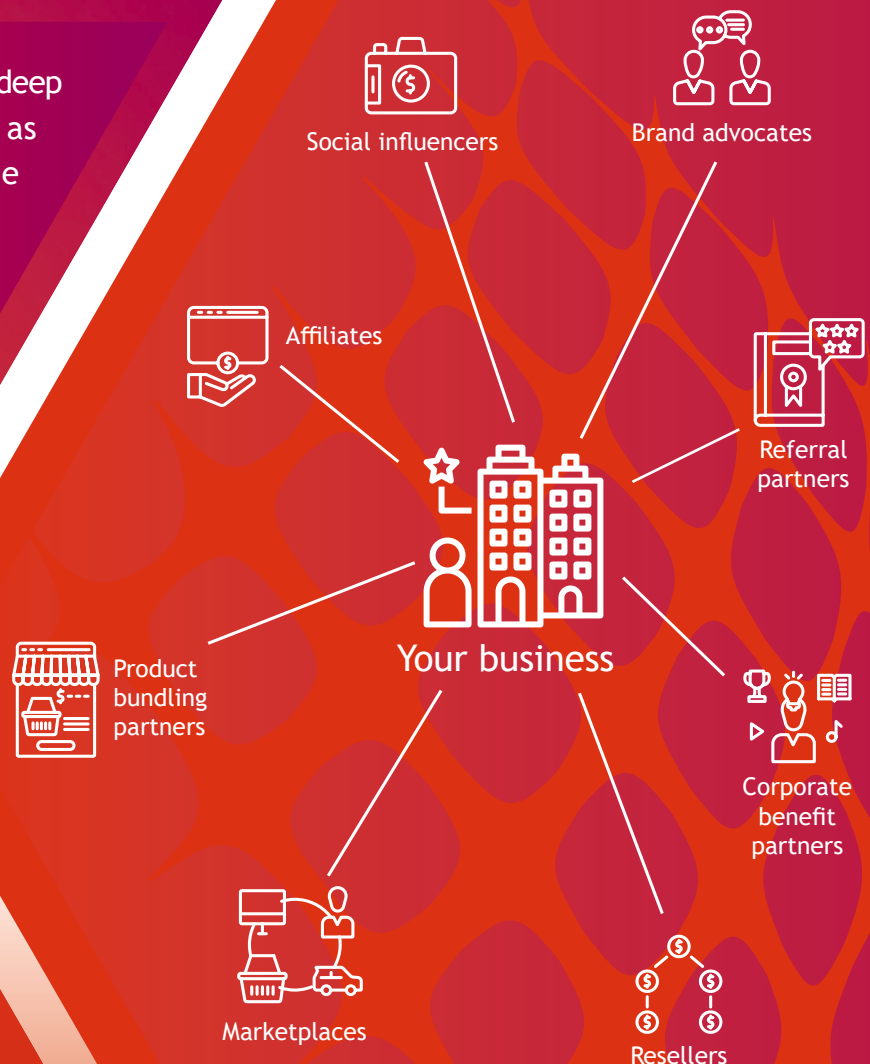 deep
as
e
Social influencers
Brand advocates
Affiliates
Referral
partners
Your business
Product
bundling
partners
Corporate
benefit
partners
Marketplaces
Resellers